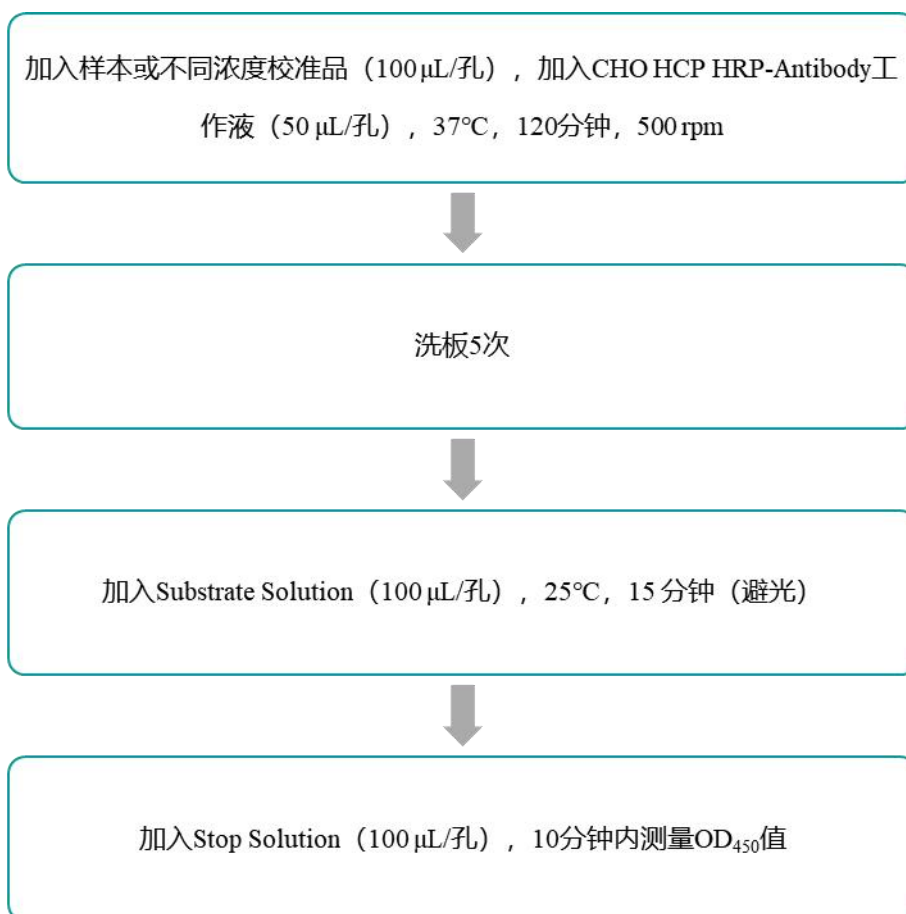 加入样本或不同浓度校准品（100 μL/孔），加入CHO HCP HRP-Antibody工
作液（50 μL/孔），37℃，120分钟，500 rpm
洗板5次
加入Substrate Solution（100 μL/孔），25℃，15 分钟（避光）
加入Stop Solution（100 μL/孔），10分钟内测量OD₄₅₀值